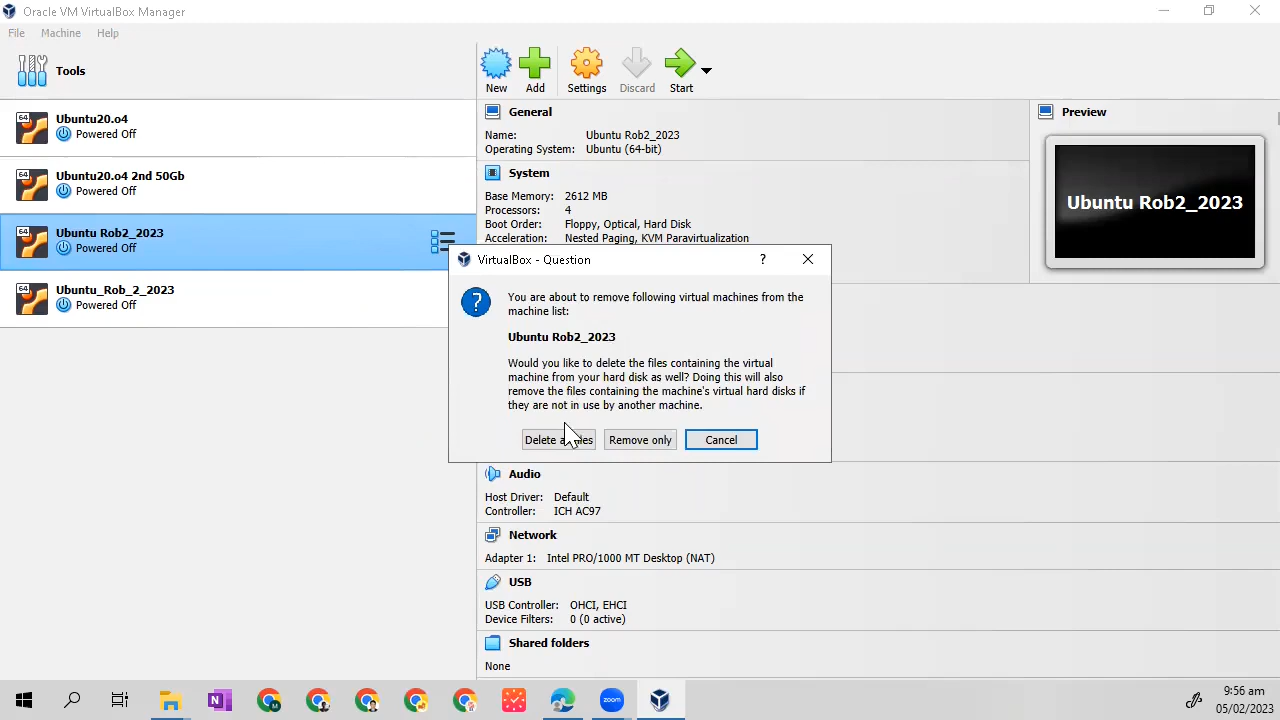 Oracle VM VirtualBox Manager
File Machine Help
Tools
New Add Settings Discard Start
64 Ubuntu20.o4
Powered Off
64 Ubuntu20.o4 2nd 50Gb
Powered Off
64 Ubuntu Rob2_2023
Powered Off
64 Ubuntu_Rob_2_2023
Powered Off
General
Name: Ubuntu Rob2_2023
Operating System: Ubuntu (64-bit)
System
Base Memory: 2612 MB
Processors: 4
Boot Order: Floppy, Optical, Hard Disk
Acceleration: Nested Paging, KVM Paravirtualization
Preview
Ubuntu Rob2_2023
VirtualBox - Question
?
?
You are about to remove following virtual machines from the
machine list:
Ubuntu Rob2_2023
Would you like to delete the files containing the virtual
machine from your hard disk as well? Doing this will also
remove the files containing the machine's virtual hard disks if
they are not in use by another machine.
Delete Remove only Cancel
Audio
Host Driver: Default
Controller: ICH AC97
Network
Adapter 1: Intel PRO/1000 MT Desktop (NAT)
USB
USB Controller: OHCI, EHCI
Device Filters: 0 (0 active)
Shared folders
None
N
M
zoom
9:56 am
05/02/2023